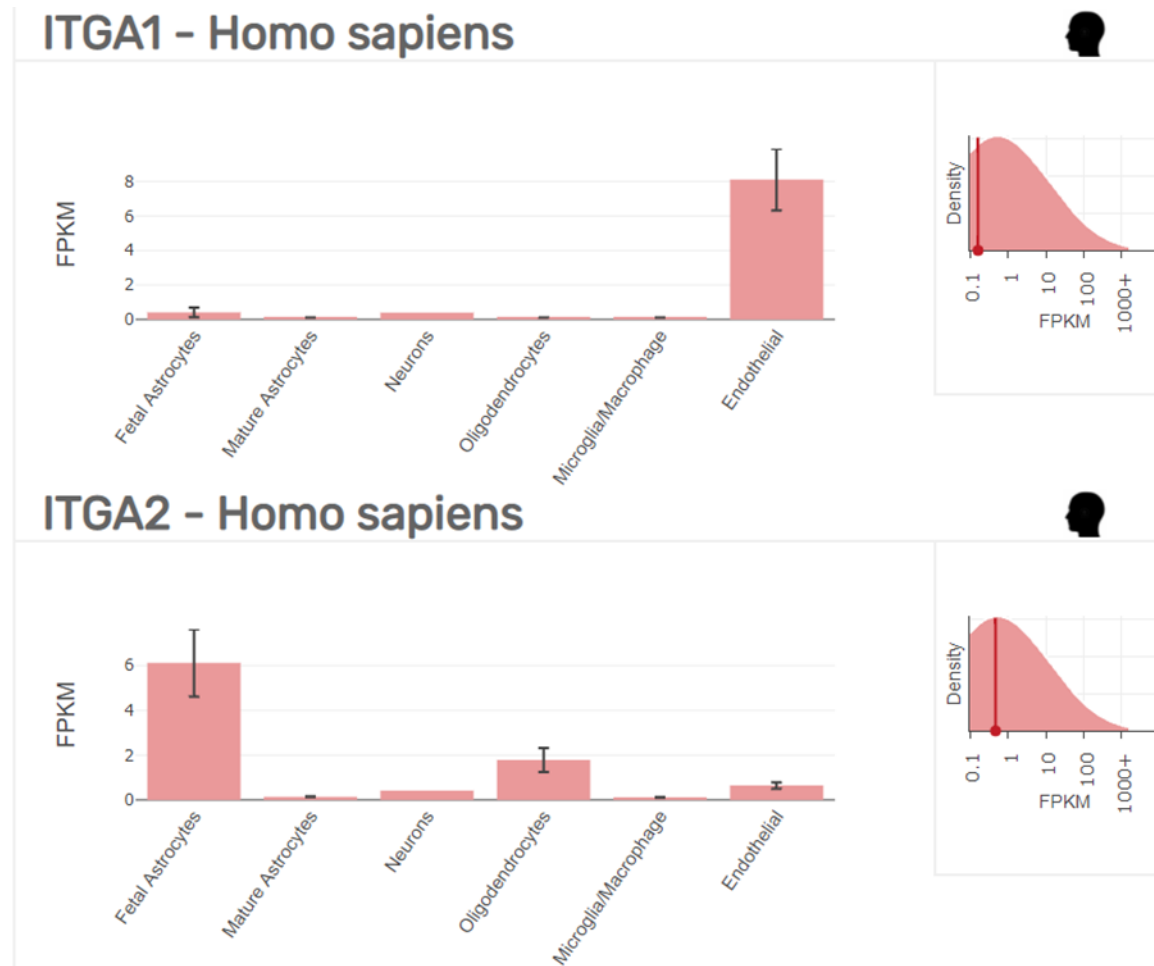 ITGA1 - Homo sapiens
FPKM
8
6
4
2
0
Fetal Astrocytes
Mature Astrocytes
Neurons
Oligodendrocytes
Microglia/Macrophage
Endothelial
Density
0.1
1
10
100
1000+
FPKM
ITGA2 - Homo sapiens
FPKM
6
4
2
0
Fetal Astrocytes
Mature Astrocytes
Neurons
Oligodendrocytes
Microglia/Macrophage
Endothelial
Density
0.1
1
10
100
1000+
FPKM